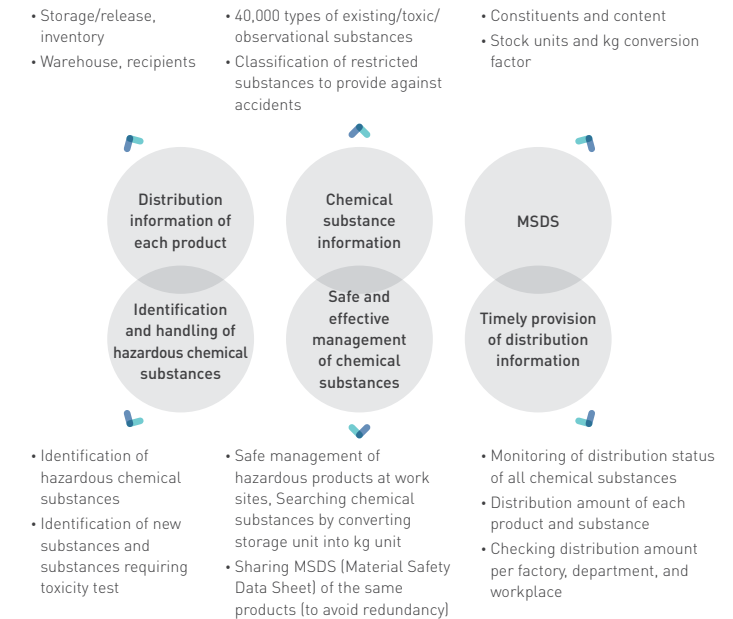 • Storage/release,
inventory
• Warehouse, recipients
• 40,000 types of existing/toxic/
observational substances
• Classification of restricted
substances to provide against
accidents
• Constituents and content
• Stock units and kg conversion
factor
Distribution
information of
each product
Chemical
substance
information
MSDS
Identification
and handling of
hazardous chemical
substances
Safe and
effective
management
of chemical
substances
Timely provision
of distribution
information
• Identification of
hazardous chemical
substances
• Identification of new
substances and
substances requiring
toxicity test
• Safe management of
hazardous products at work
sites, Searching chemical
substances by converting
storage unit into kg unit
• Sharing MSDS (Material Safety
Data Sheet) of the same
products (to avoid redundancy)
• Monitoring of distribution status
of all chemical substances
• Distribution amount of each
product and substance
• Checking distribution amount
per factory, department, and
workplace